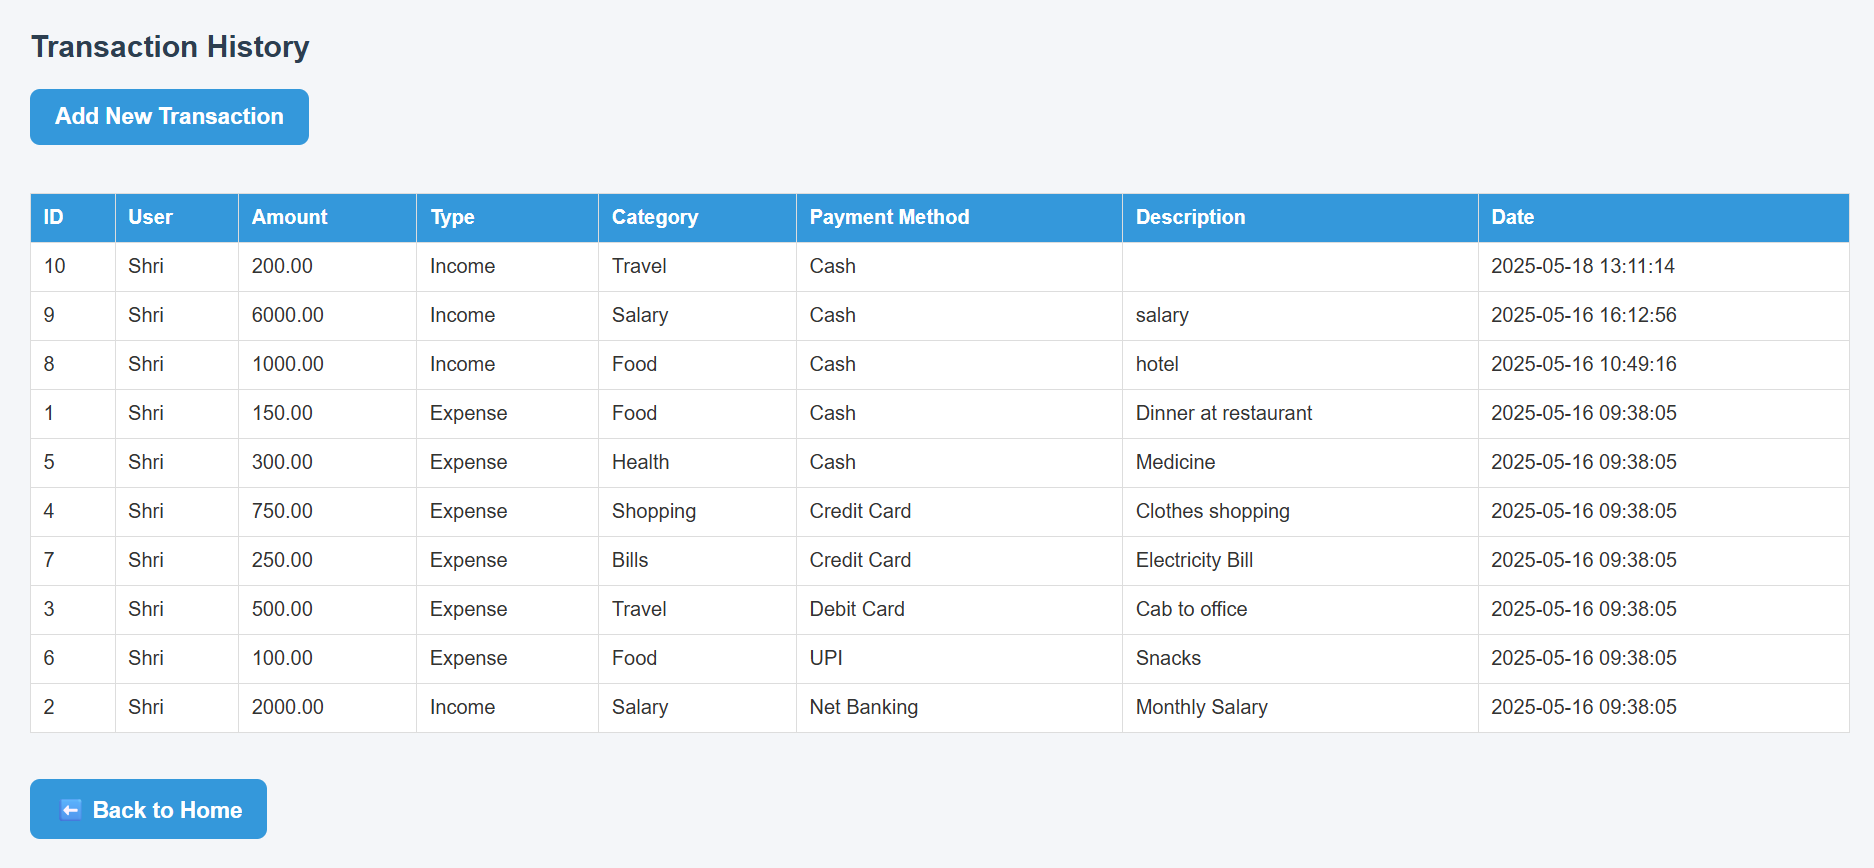 Transaction History
Add New Transaction
ID User Amount Type Category Payment Method Description Date
10 Shri 200.00 Income Travel Cash 2025-05-18 13:11:14
9 Shri 6000.00 Income Salary Cash salary 2025-05-16 16:12:56
8 Shri 1000.00 Income Food Cash hotel 2025-05-16 10:49:16
1 Shri 150.00 Expense Food Cash Dinner at restaurant 2025-05-16 09:38:05
5 Shri 300.00 Expense Health Cash Medicine 2025-05-16 09:38:05
4 Shri 750.00 Expense Shopping Credit Card Clothes shopping 2025-05-16 09:38:05
7 Shri 250.00 Expense Bills Credit Card Electricity Bill 2025-05-16 09:38:05
3 Shri 500.00 Expense Travel Debit Card Cab to office 2025-05-16 09:38:05
6 Shri 100.00 Expense Food UPI Snacks 2025-05-16 09:38:05
2 Shri 2000.00 Income Salary Net Banking Monthly Salary 2025-05-16 09:38:05
⬅️ Back to Home